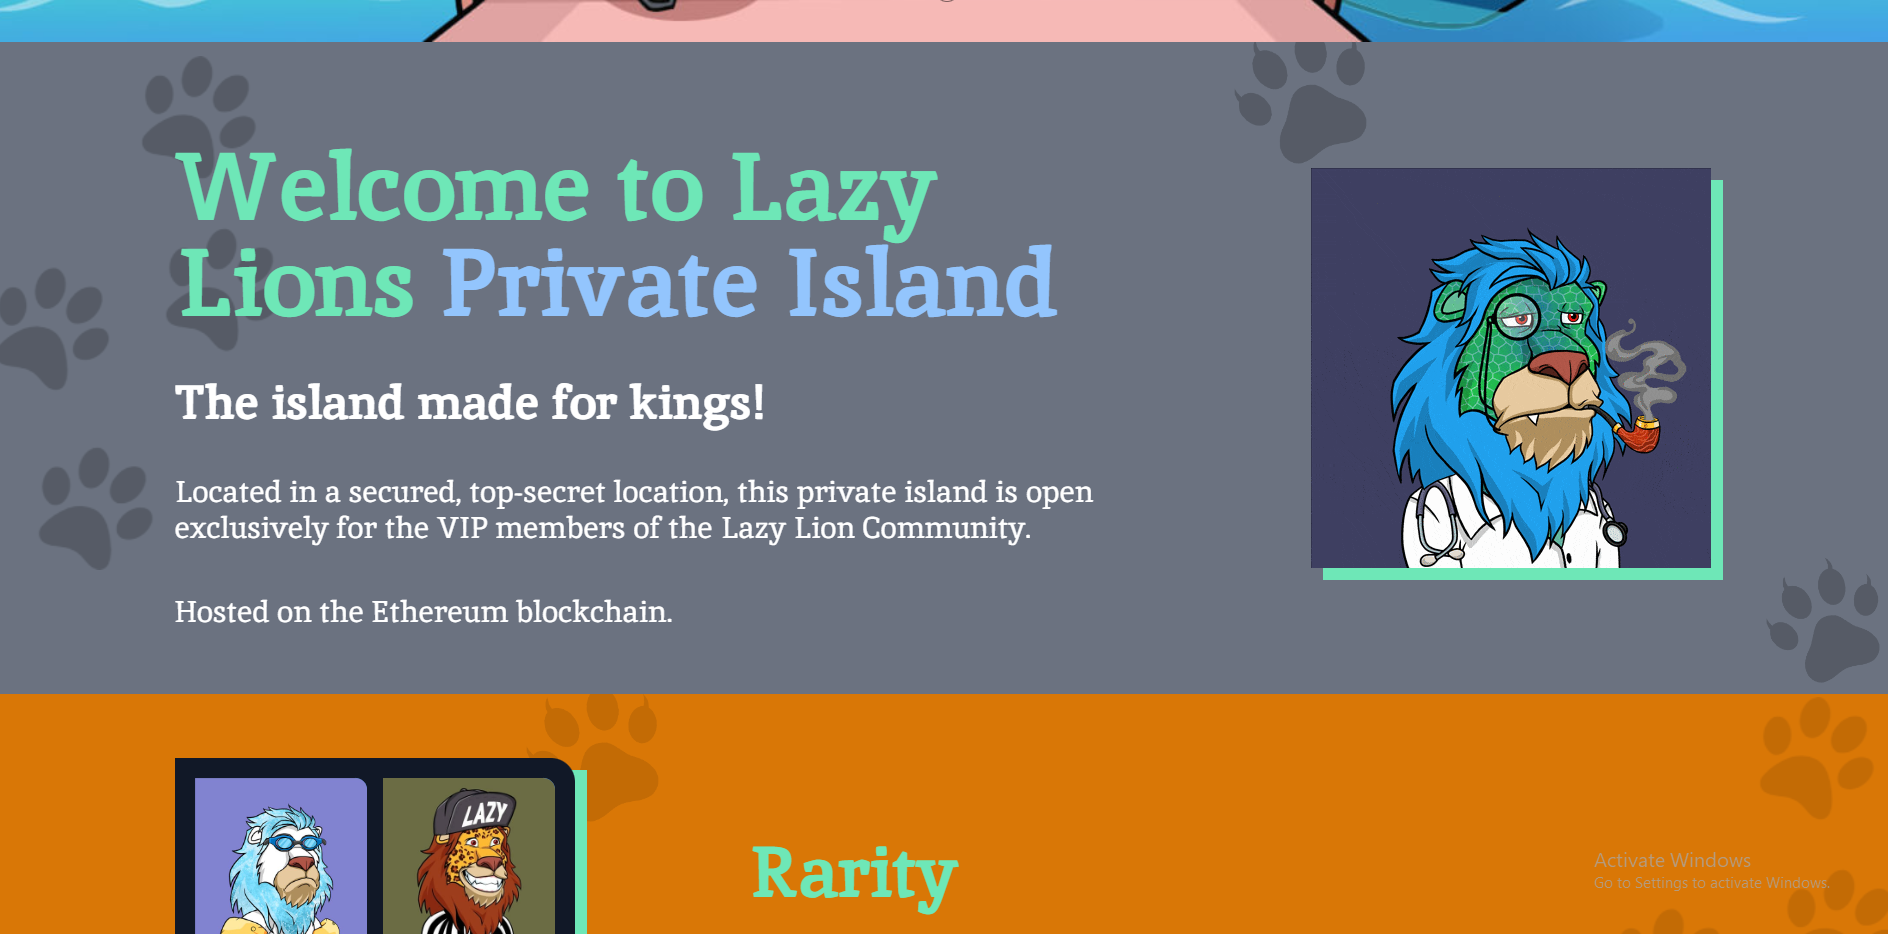 Welcome to Lazy
Lions Private Island
The island made for kings!
Located in a secured, top-secret location, this private island is open
exclusively for the VIP members of the Lazy Lion Community.
Hosted on the Ethereum blockchain.
LAZY
Rarity
Activate Windows
Go to Settings to activate Windows.